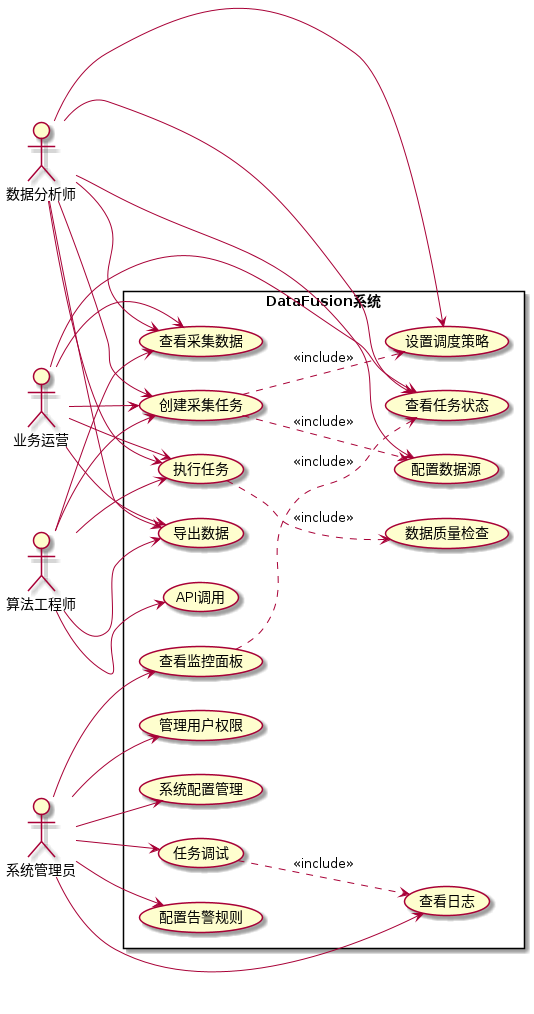 DataFusion系统
数据分析师
业务运营
算法工程师
系统管理员
查看采集数据
设置调度策略
«include»
创建采集任务
查看任务状态
«include»
执行任务
配置数据源
«include»
«include»
导出数据
数据质量检查
API调用
查看监控面板
管理用户权限
系统配置管理
任务调试
«include»
查看日志
配置告警规则